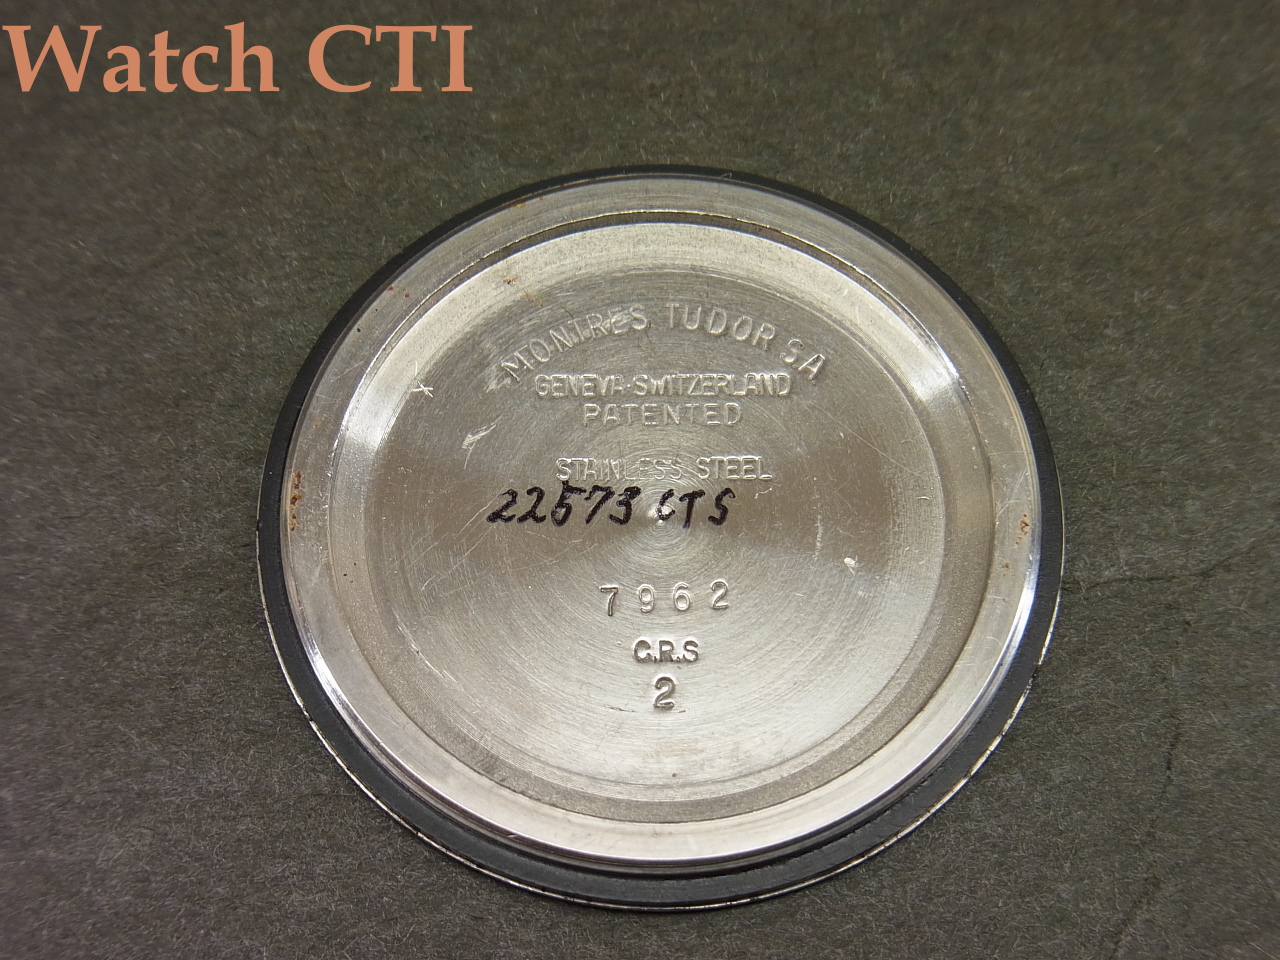 Watch CTI
MONTRES TUDOR SA
GENEVA·SWITZERLAND
PATENTED
STAINLESS STEEL
22573 CTS
7962
C.R.S
2